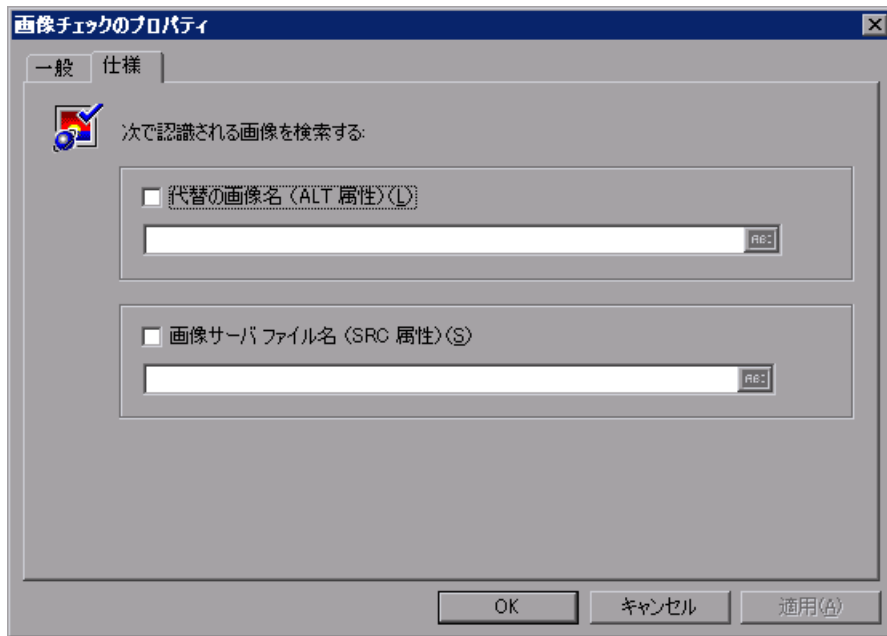 画像チェックのプロパティ
一般 仕様
次で認識される画像を検索する:
代替の画像名 (ALT 属性)(L)
ABC
画像サーバ ファイル名 (SRC 属性)(S)
ABC
OK キャンセル 適用(A)